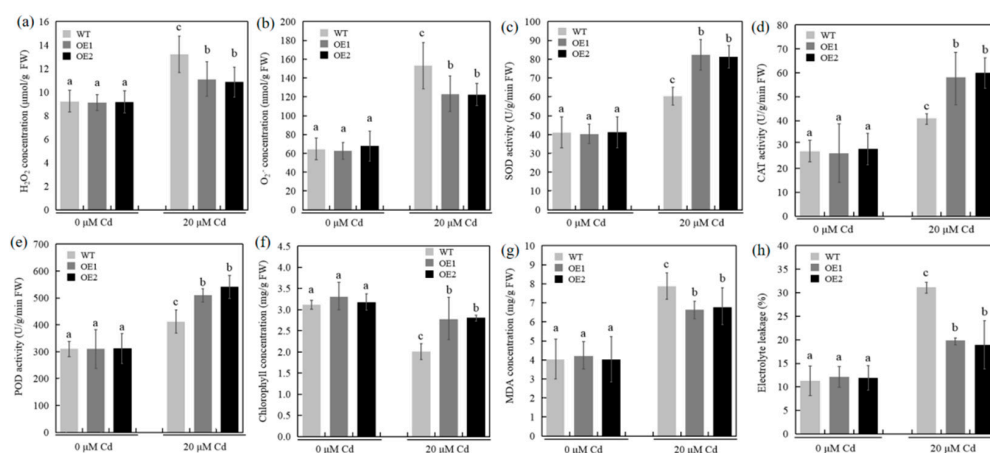 (a)
H₂O₂ concentration (μmol/g FW)
16
14
12
10
8
6
4
2
0
WT
OE1
OE2
a a a
c b b
0 μM Cd 20 μM Cd
(b)
O₂·⁻ concentration (μmol/g FW)
200
180
160
140
120
100
80
60
40
20
0
WT
OE1
OE2
a a a
c b b
0 μM Cd 20 μM Cd
(c)
SOD activity (U/g/min FW)
100
90
80
70
60
50
40
30
20
10
0
WT
OE1
OE2
a a a
c b b
0 μM Cd 20 μM Cd
(d)
CAT activity (U/g/min FW)
80
70
60
50
40
30
20
10
0
WT
OE1
OE2
a a a
c b b
0 μM Cd 20 μM Cd
(e)
POD activity (U/g/min FW)
700
600
500
400
300
200
100
0
WT
OE1
OE2
a a a
c b b
0 μM Cd 20 μM Cd
(f)
Chlorophyll concentration (mg/g FW)
4.5
4.0
3.5
3.0
2.5
2.0
1.5
1.0
0.5
0.0
WT
OE1
OE2
a a a
c b b
0 μM Cd 20 μM Cd
(g)
MDA concentration (mg/g FW)
10
9
8
7
6
5
4
3
2
1
0
WT
OE1
OE2
a a a
c b b
0 μM Cd 20 μM Cd
(h)
Electrolyte leakage (%)
40
35
30
25
20
15
10
5
0
WT
OE1
OE2
a a a
c b b
0 μM Cd 20 μM Cd